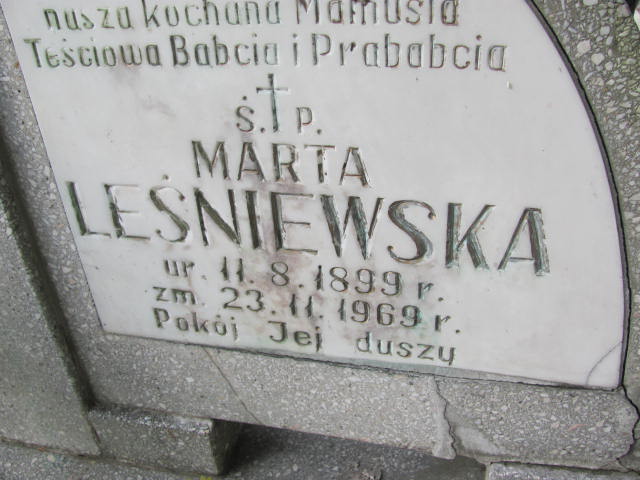 nasza kochana Mamusia
Teściowa Babcia i Prababcia
Ś. † P.
MARTA
LEŚNIEWSKA
ur. 11. 8. 1899 r.
zm. 23. 11. 1969 r.
Pokój Jej duszy